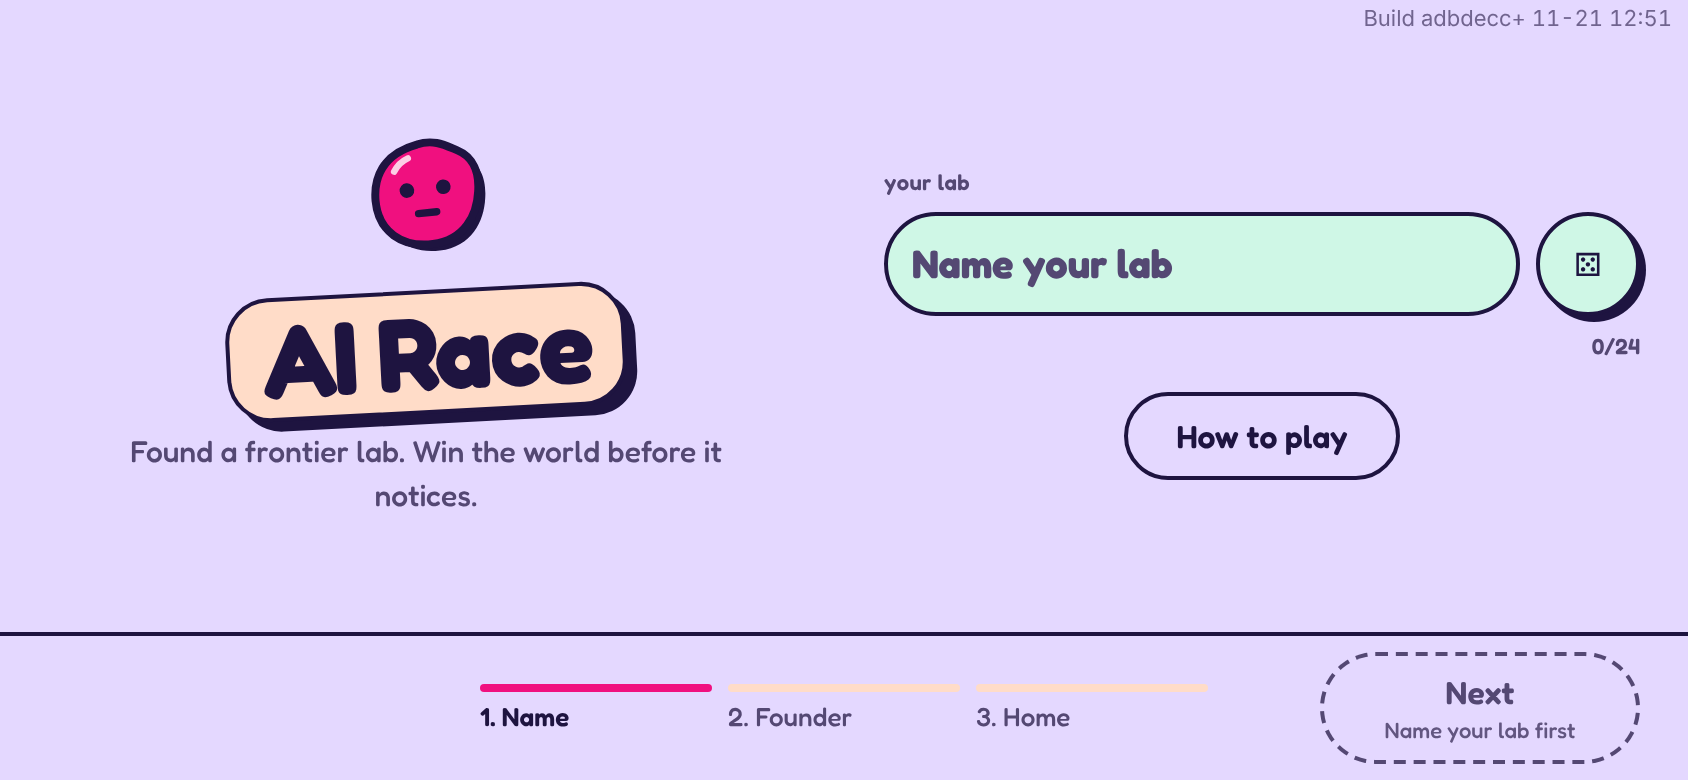 Build adbdecc+ 11-21 12:51
AI Race
Found a frontier lab. Win the world before it
notices.
your lab
Name your lab
0/24
How to play
1. Name
2. Founder
3. Home
Next
Name your lab first